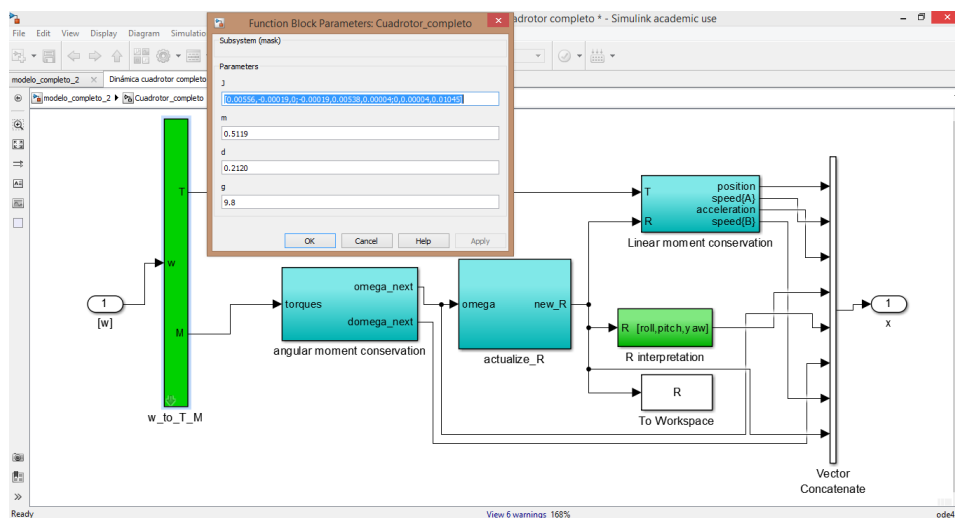 Function Block Parameters: Cuadrotor_completo
uadrotor completo * - Simulink academic use
File Edit View Display Diagram Simulatio
Subsystem (mask)
Parameters
J
[0.00556,-0.00019,0;-0.00019,0.00538,0.00004;0,0.00004,0.01045]
m
0.5119
d
0.2120
g
9.8
OK Cancel Help Apply
modelo_completo_2 Dinámica cuadrotor completo
modelo_completo_2 Cuadrotor_completo
T
w
M
w_to_T_M
1
[w]
torques
omega_next
domega_next
angular moment conservation
omega new_R
actualize_R
T
R
position
speed{A}
acceleration
speed{B}
Linear moment conservation
R [roll,pitch,yaw]
R interpretation
R
To Workspace
Vector
Concatenate
1
x
Ready View 6 warnings 168% ode4